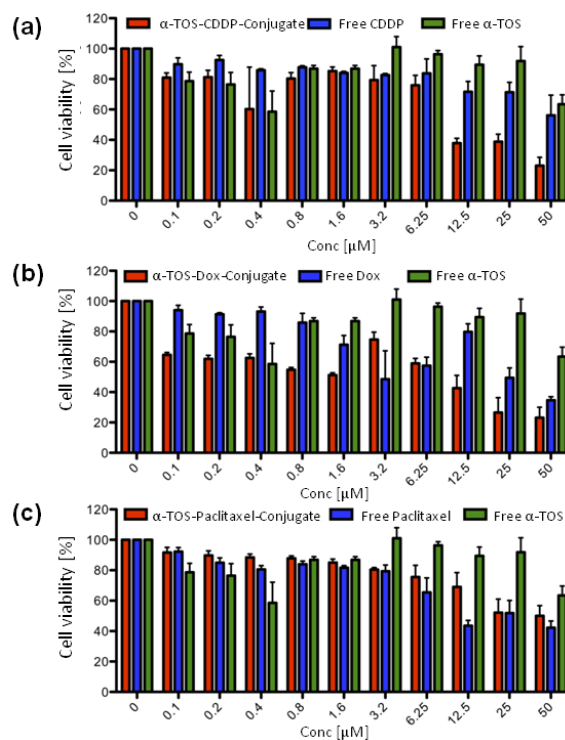 (a)
α-TOS-CDDP-Conjugate Free CDDP Free α-TOS
Cell viability [%]
120
100
80
60
40
20
0
0 0.1 0.2 0.4 0.8 1.6 3.2 6.25 12.5 25 50
Conc [µM]
(b)
α-TOS-Dox-Conjugate Free Dox Free α-TOS
Cell viability [%]
120
100
80
60
40
20
0
0 0.1 0.2 0.4 0.8 1.6 3.2 6.25 12.5 25 50
Conc [µM]
(c)
α-TOS-Paclitaxel-Conjugate Free Paclitaxel Free α-TOS
Cell viability [%]
120
100
80
60
40
20
0
0 0.1 0.2 0.4 0.8 1.6 3.2 6.25 12.5 25 50
Conc [µM]